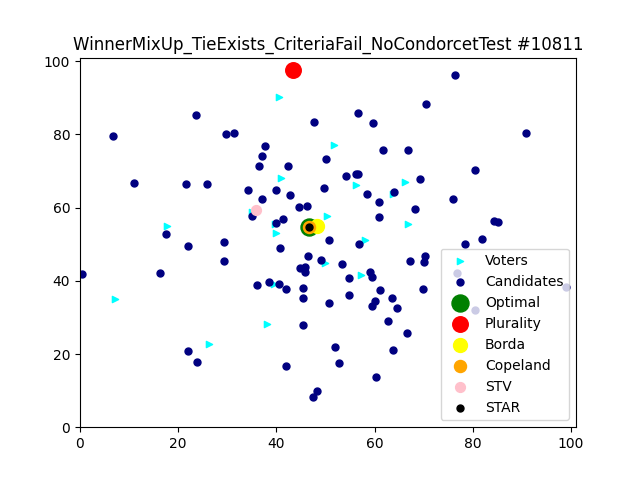 WinnerMixUp_TieExists_CriteriaFail_NoCondorcetTest #10811
100
80
60
40
20
0
0 20 40 60 80 100
Voters
Candidates
Optimal
Plurality
Borda
Copeland
STV
STAR